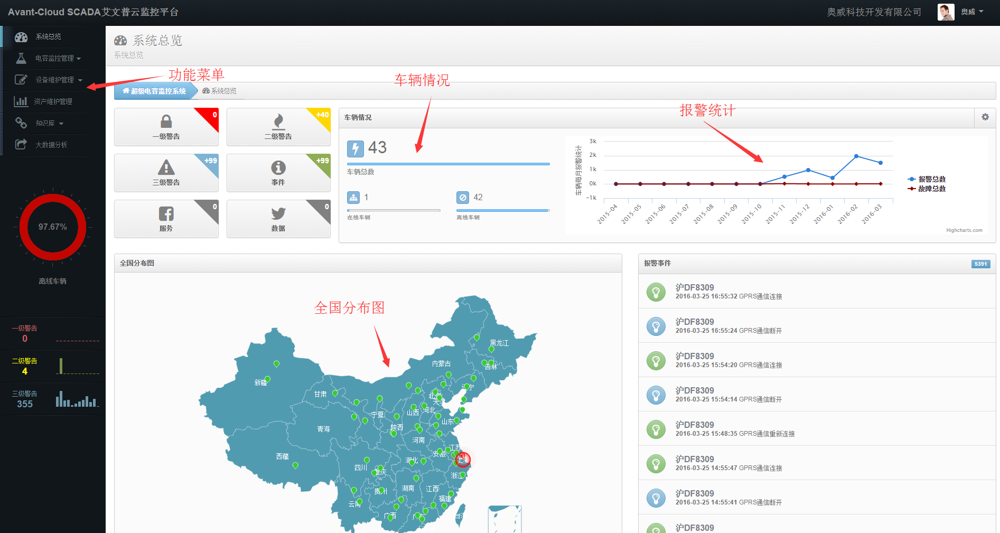 Avant-Cloud SCADA艾文普云监控平台
奥威科技开发有限公司
奥威
系统总览
电容监控管理
设备维护管理
资产维护管理
知识库
大数据分析
97.67%
离线车辆
一级警告
0
二级警告
4
三级警告
355
系统总览
系统总览
功能菜单
车辆情况
报警统计
超级电容监控系统
系统总览
0
一级警告
+40
二级警告
+99
三级警告
+99
事件
0
服务
0
数据
车辆情况
43
车辆总数
1
在线车辆
42
离线车辆
车辆每月报警统计
3k
2k
1k
0k
-1k
2015-04
2015-05
2015-06
2015-07
2015-08
2015-09
2015-10
2015-11
2015-12
2016-01
2016-02
2016-03
报警总数
故障总数
Highcharts.com
全国分布图
全国分布图
黑龙江
吉林
内蒙古
辽宁
新疆
甘肃
北京
天津
宁夏
山西
河北
山东
陕西
青海
河南
江苏
安徽
西藏
湖北
3
四川
重庆
浙江
湖南
江西
贵州
福建
云南
广西
台湾
报警事件
5391
沪DF8309
2016-03-25 16:55:32 GPRS通信连接
沪DF8309
2016-03-25 16:55:24 GPRS通信断开
沪DF8309
2016-03-25 15:54:20 GPRS通信连接
沪DF8309
2016-03-25 15:54:14 GPRS通信断开
沪DF8309
2016-03-25 15:48:35 GPRS通信重新连接
沪DF8309
2016-03-25 14:55:47 GPRS通信连接
沪DF8309
2016-03-25 14:55:41 GPRS通信断开
沪DF8309